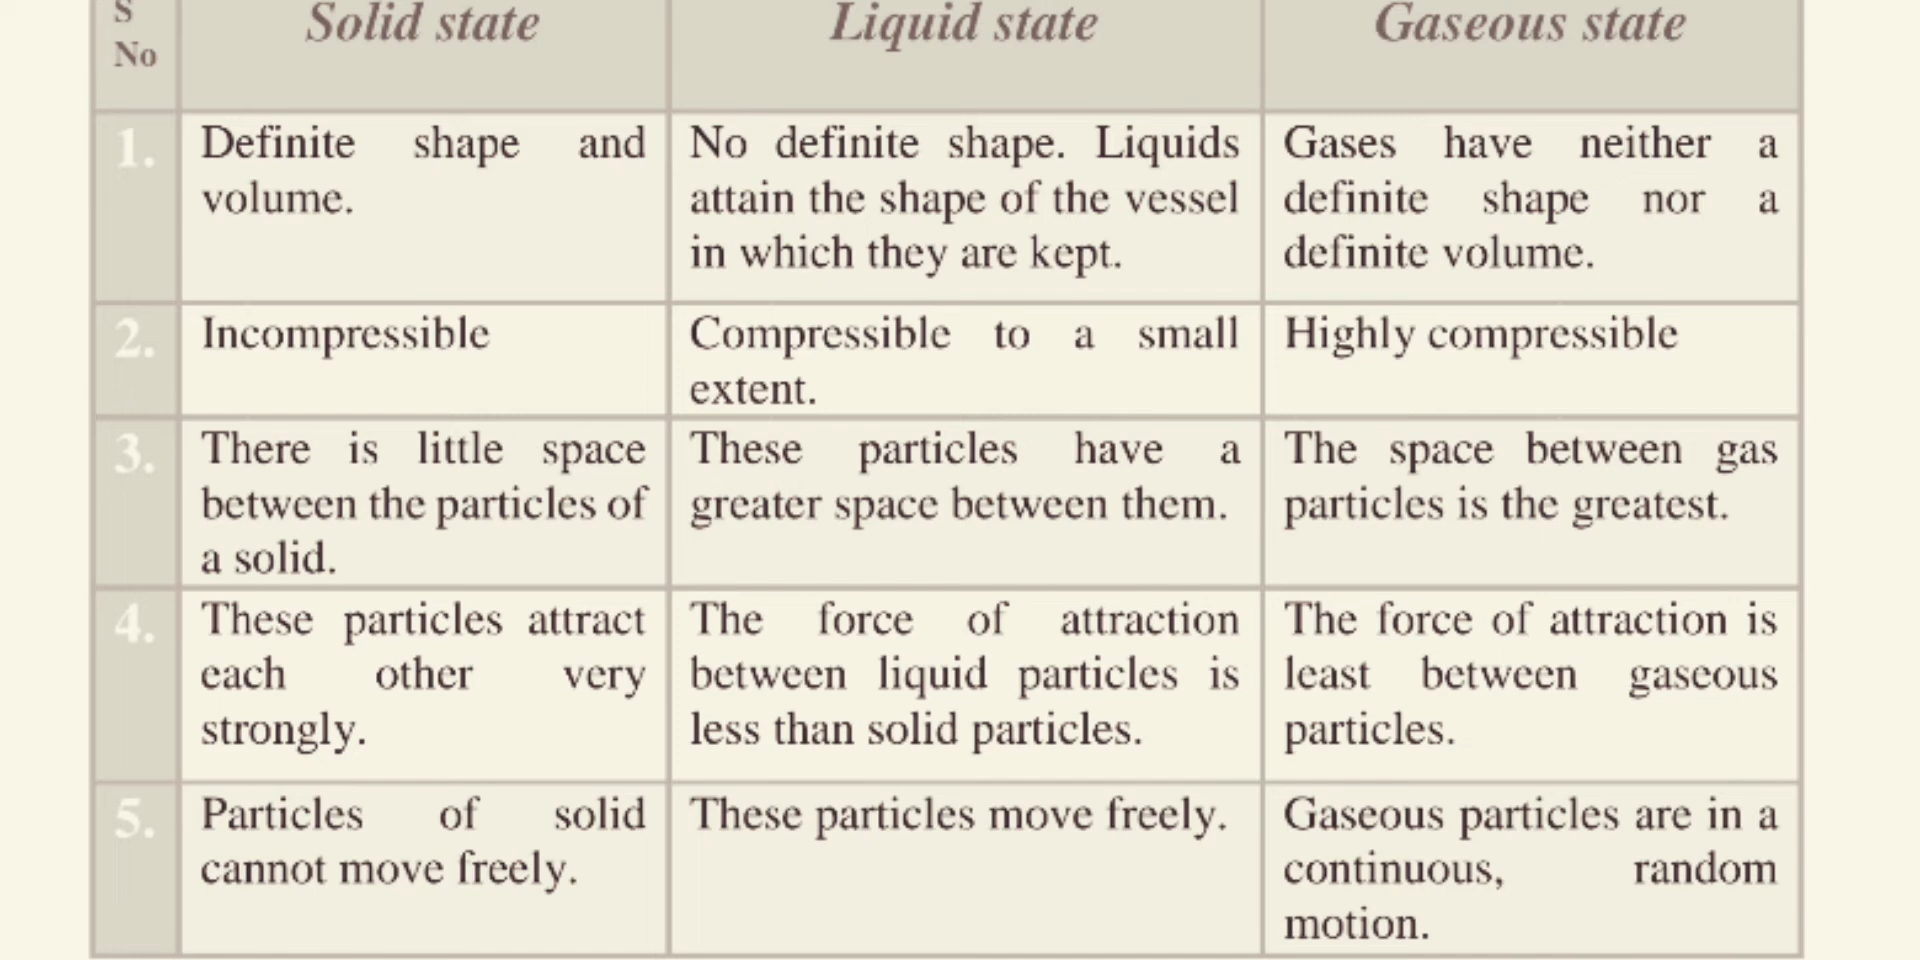 S
No
Solid state
Liquid state
Gaseous state
1.
Definite shape and
volume.
No definite shape. Liquids
attain the shape of the vessel
in which they are kept.
Gases have neither a
definite shape nor a
definite volume.
2.
Incompressible
Compressible to a small
extent.
Highly compressible
3.
There is little space
between the particles of
a solid.
These particles have a
greater space between them.
The space between gas
particles is the greatest.
4.
These particles attract
each other very
strongly.
The force of attraction
between liquid particles is
less than solid particles.
The force of attraction is
least between gaseous
particles.
5.
Particles of solid
cannot move freely.
These particles move freely.
Gaseous particles are in a
continuous, random
motion.